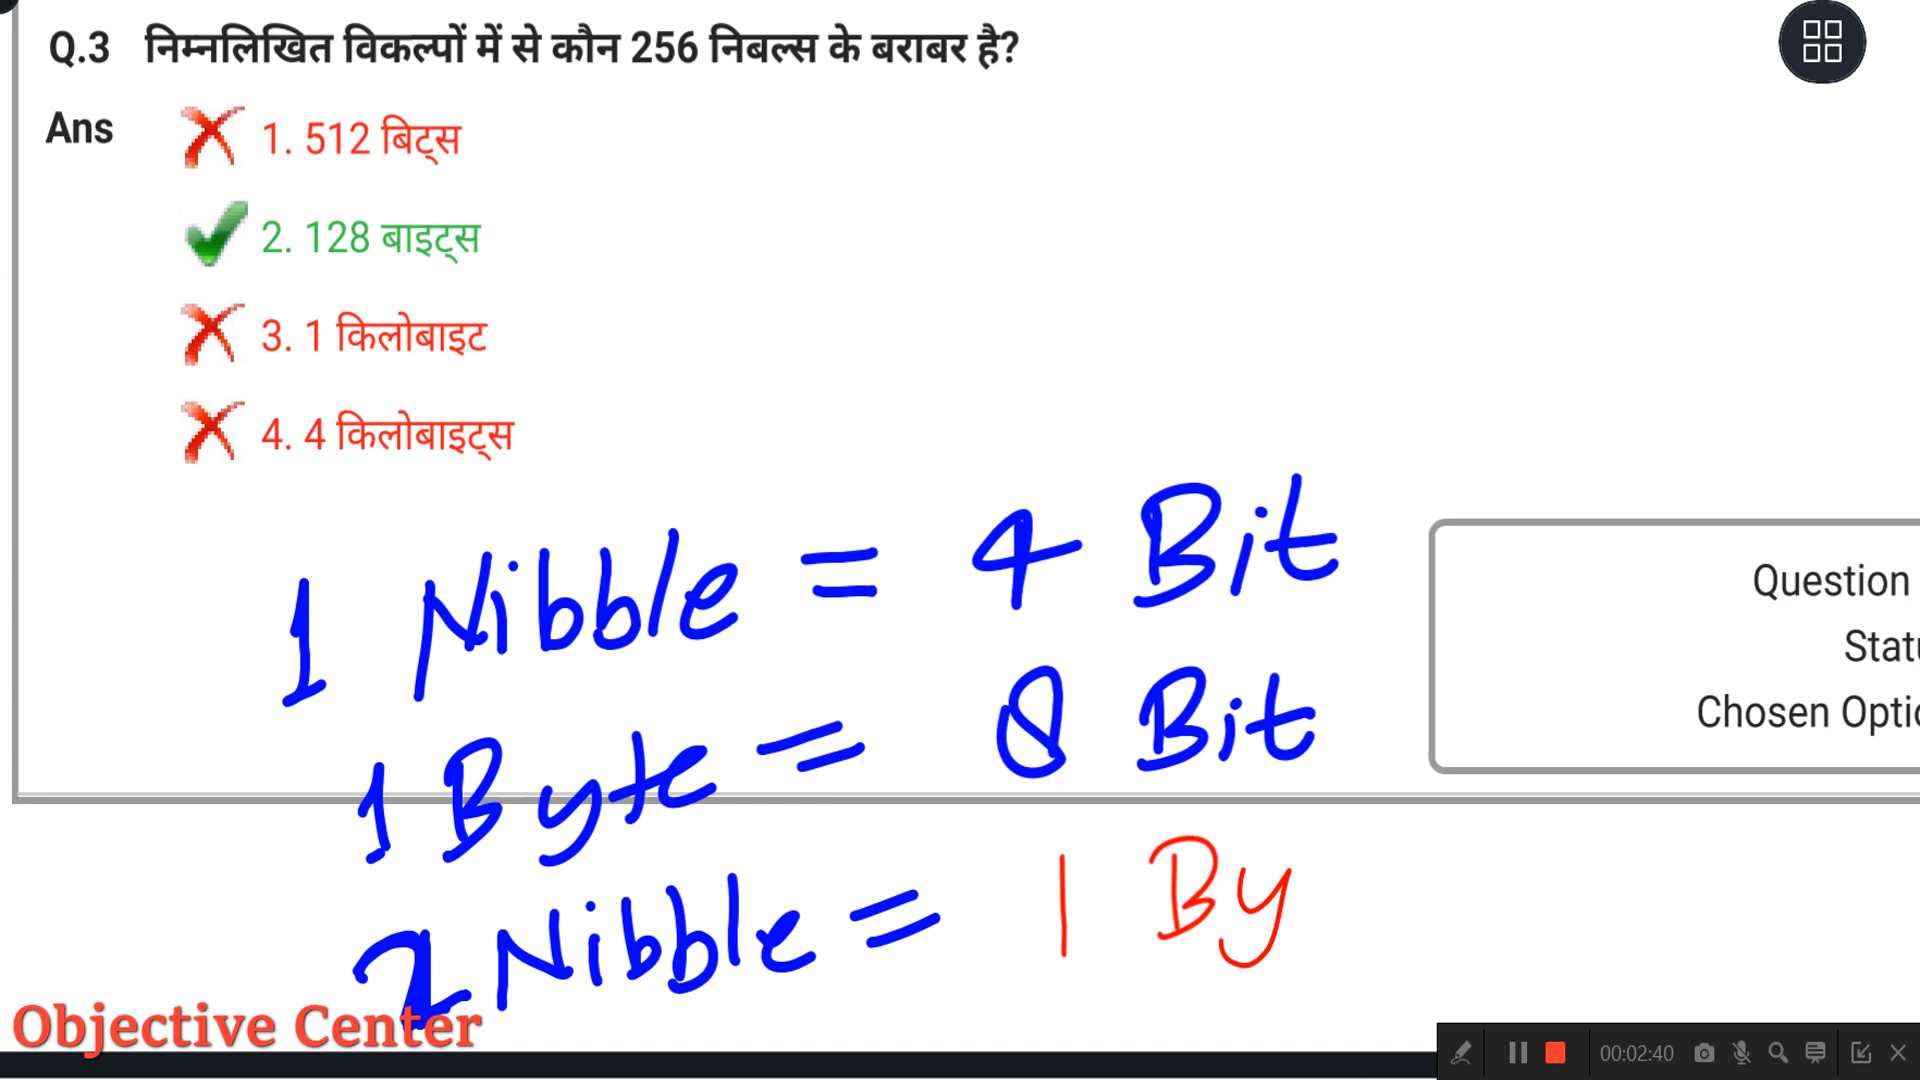 Q.3 निम्नलिखित विकल्पों में से कौन 256 निबल्स के बराबर है?
Ans
1. 512 बिट्स
2. 128 बाइट्स
3. 1 किलोबाइट
4. 4 किलोबाइट्स
1 Nibble = 4 Bit
1 Byte = 8 Bit
2 Nibble = 1 By
Question
Statu
Chosen Optio
Objective Center
00:02:40